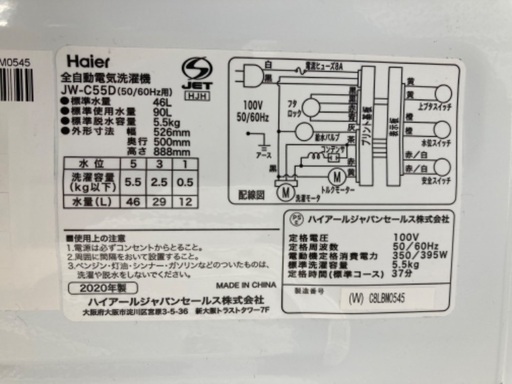 M0545
Haier
全自動電気洗濯機
JW-C55D(50/60Hz用)
JET
HJH
●標準水量 46L
●標準使用水量 90L
●標準脱水容量 5.5kg
●外形寸法 幅 526mm
奥行 500mm
高さ 888mm
水位 5 3 1
洗濯容量(kg以下) 5.5 2.5 0.5
水量(L) 46 29 12
白
黒
電流ヒューズ8A
100V
50/60Hz
フタロック
給水バルブ
コンデンサ
アース
配線図
M
洗濯モータ
M
トルクモーター
プリント基板
表示板
黄
黄
上ブタスイッチ
水位スイッチ
赤/白
赤/白
安全スイッチ
■使用上の注意
1.電源は必ずコンセントからとること。
2.周囲に間隔をおいて設置すること。
3.ベンジン・灯油・シンナー・ガソリンなどのついたものは、
洗濯や脱水をしないでください。
2020年製
MADE IN CHINA
ハイアールジャパンセールス株式会社
大阪府大阪市淀川区宮原3-5-36 新大阪トラストタワー7F
ハイアールジャパンセールス株式会社
定格電圧 100V
定格周波数 50/60Hz
電動機定格消費電力 350/395W
標準洗濯容量 5.5kg
定格時間(標準コース) 37分
製造番号
(W) C8LBM0545